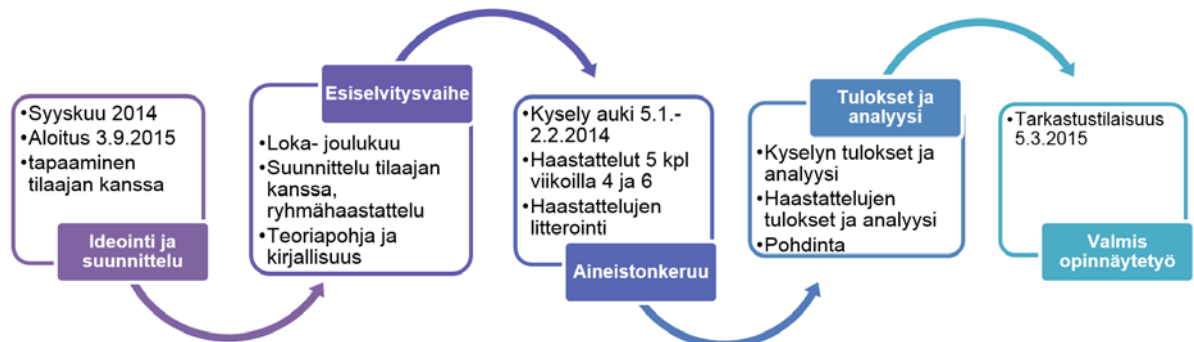 •Syyskuu 2014
•Aloitus 3.9.2015
•tapaaminen
tilaajan kanssa
Ideointi ja
suunnittelu
Esiselvitysvaihe
•Loka- joulukuu
•Suunnittelu tilaajan
kanssa,
ryhmähaastattelu
•Teoriapohja ja
kirjallisuus
•Kysely auki 5.1.-
2.2.2014
•Haastattelut 5 kpl
viikoilla 4 ja 6
•Haastattelujen
litterointi
Aineistonkeruu
Tulokset ja
analyysi
•Kyselyn tulokset ja
analyysi
•Haastattelujen
tulokset ja analyysi
•Pohdinta
•Tarkastustilaisuus
5.3.2015
Valmis
opinnäytetyö